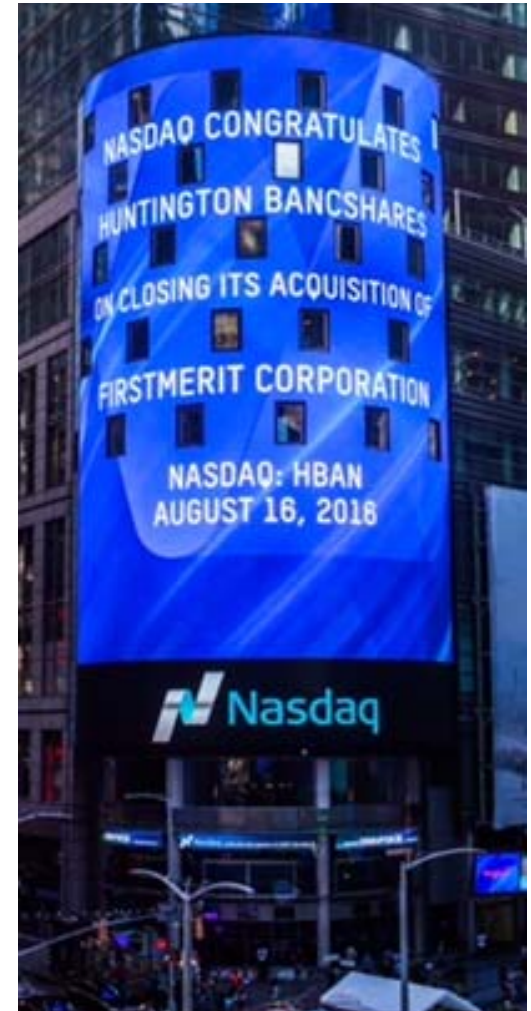 NASDAQ CONGRATULATES
HUNTINGTON BANCSHARES
ON CLOSING ITS ACQUISITION OF
FIRSTMERIT CORPORATION
NASDAQ: HBAN
AUGUST 16, 2016
Nasdaq